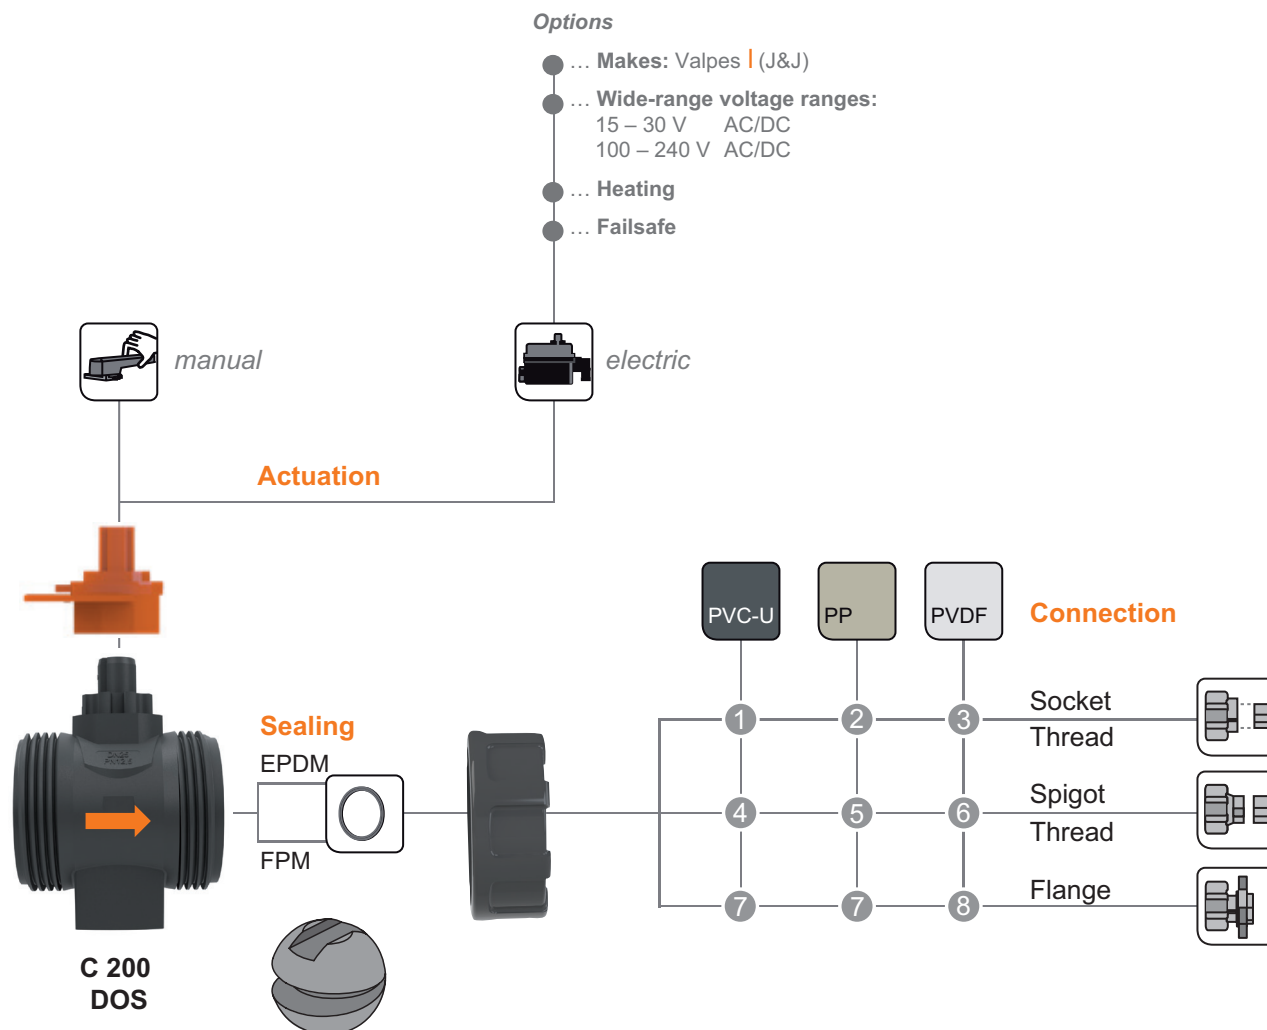 Options
… Makes: Valpes | (J&J)
… Wide-range voltage ranges:
15 – 30 V AC/DC
100 – 240 V AC/DC
… Heating
… Failsafe
manual
electric
Actuation
PVC-U
PP
PVDF
Connection
Socket
1
2
3
Thread
Sealing
EPDM
FPM
Spigot
4
5
6
Thread
Flange
7
7
8
C 200
DOS